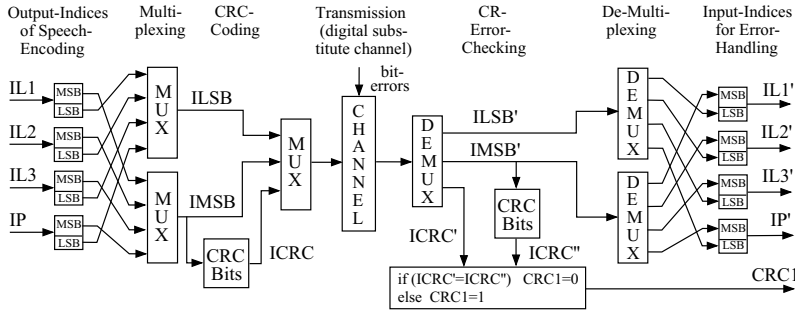 Output-Indices
of Speech-
Encoding
Multi-
plexing
CRC-
Coding
Transmission
(digital subs-
titute channel)
CR-
Error-
Checking
De-Multi-
plexing
Input-Indices
for Error-
Handling
bit-
errors
IL1
MSB
LSB
IL2
MSB
LSB
IL3
MSB
LSB
IP
MSB
LSB
MUX
MUX
ILSB
IMSB
CRC
Bits
ICRC
MUX
CHANNEL
DEMUX
ILSB'
IMSB'
ICRC'
CRC
Bits
ICRC''
if (ICRC'=ICRC'') CRC1=0
else CRC1=1
DEMUX
DEMUX
MSB
LSB
IL1'
MSB
LSB
IL2'
MSB
LSB
IL3'
MSB
LSB
IP'
CRC1